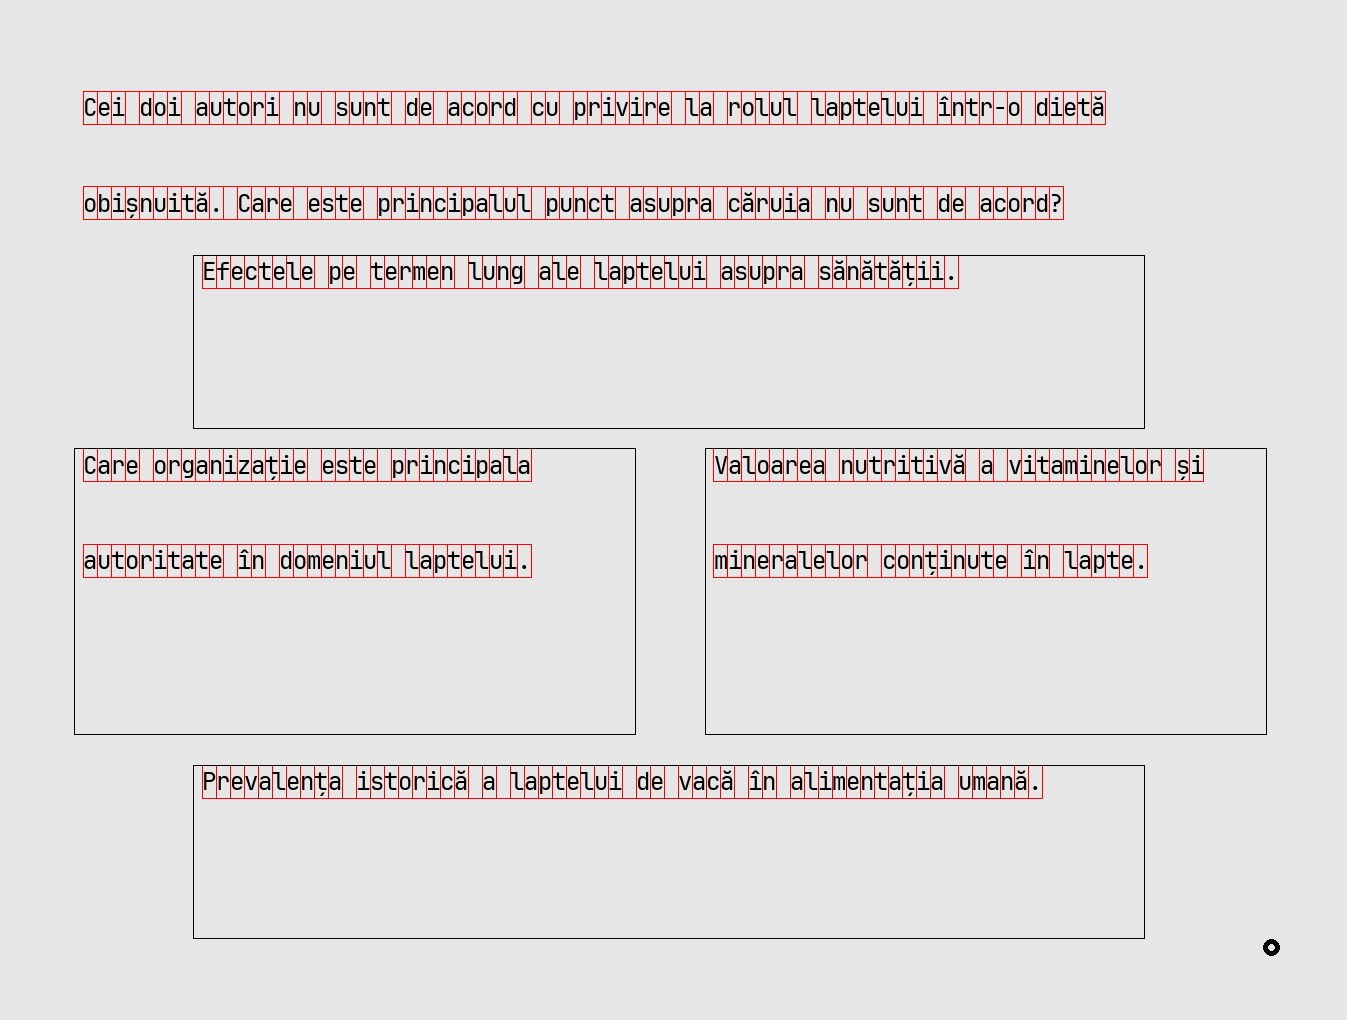 Cei doi autori nu sunt de acord cu privire la rolul laptelui într-o dietă
obișnuită. Care este principalul punct asupra căruia nu sunt de acord?
Efectele pe termen lung ale laptelui asupra sănătății.
Care organizație este principala
autoritate în domeniul laptelui.
Valoarea nutritivă a vitaminelor și
mineralelor conținute în lapte.
Prevalența istorică a laptelui de vacă în alimentația umană.